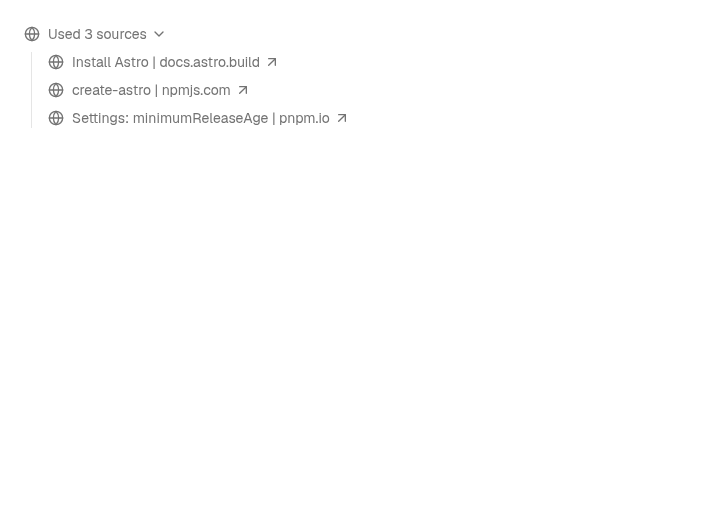 Used 3 sources
Install Astro | docs.astro.build
create-astro | npmjs.com
Settings: minimumReleaseAge | pnpm.io